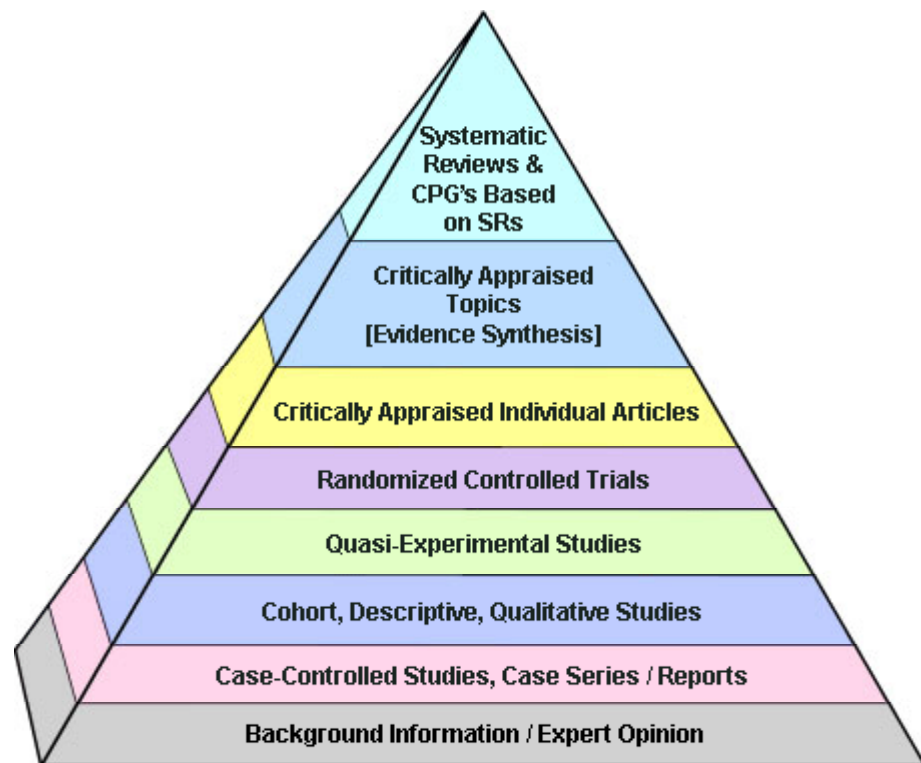 Systematic
Reviews &
CPG's Based
on SRs
Critically Appraised
Topics
[Evidence Synthesis]
Critically Appraised Individual Articles
Randomized Controlled Trials
Quasi-Experimental Studies
Cohort, Descriptive, Qualitative Studies
Case-Controlled Studies, Case Series / Reports
Background Information / Expert Opinion